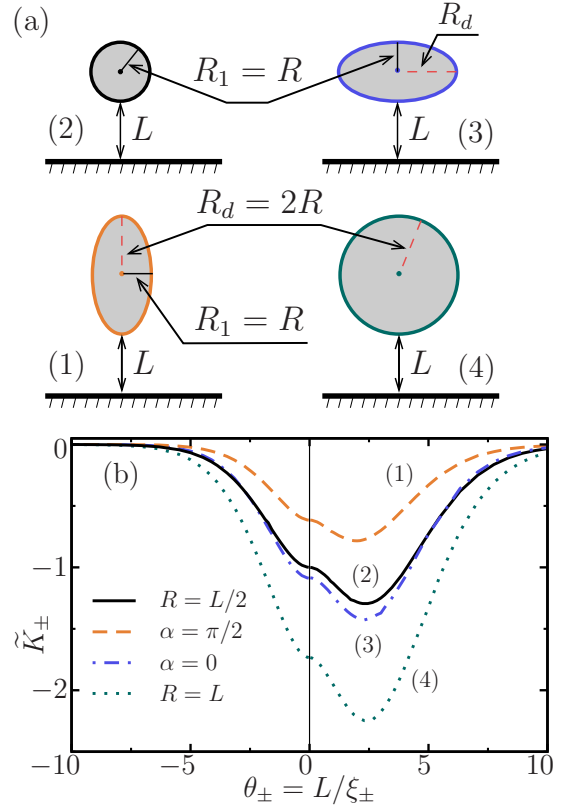 (a)
R_d
R_1 = R
(2) L
L (3)
R_d = 2R
R_1 = R
(1) L
L (4)
0
(b)
(1)
−1
(2)
R = L/2
(3)
α = π/2
α = 0
(4)
−2
R = L
K̃_±
−10 −5 0 5 10
θ_± = L/ξ_±